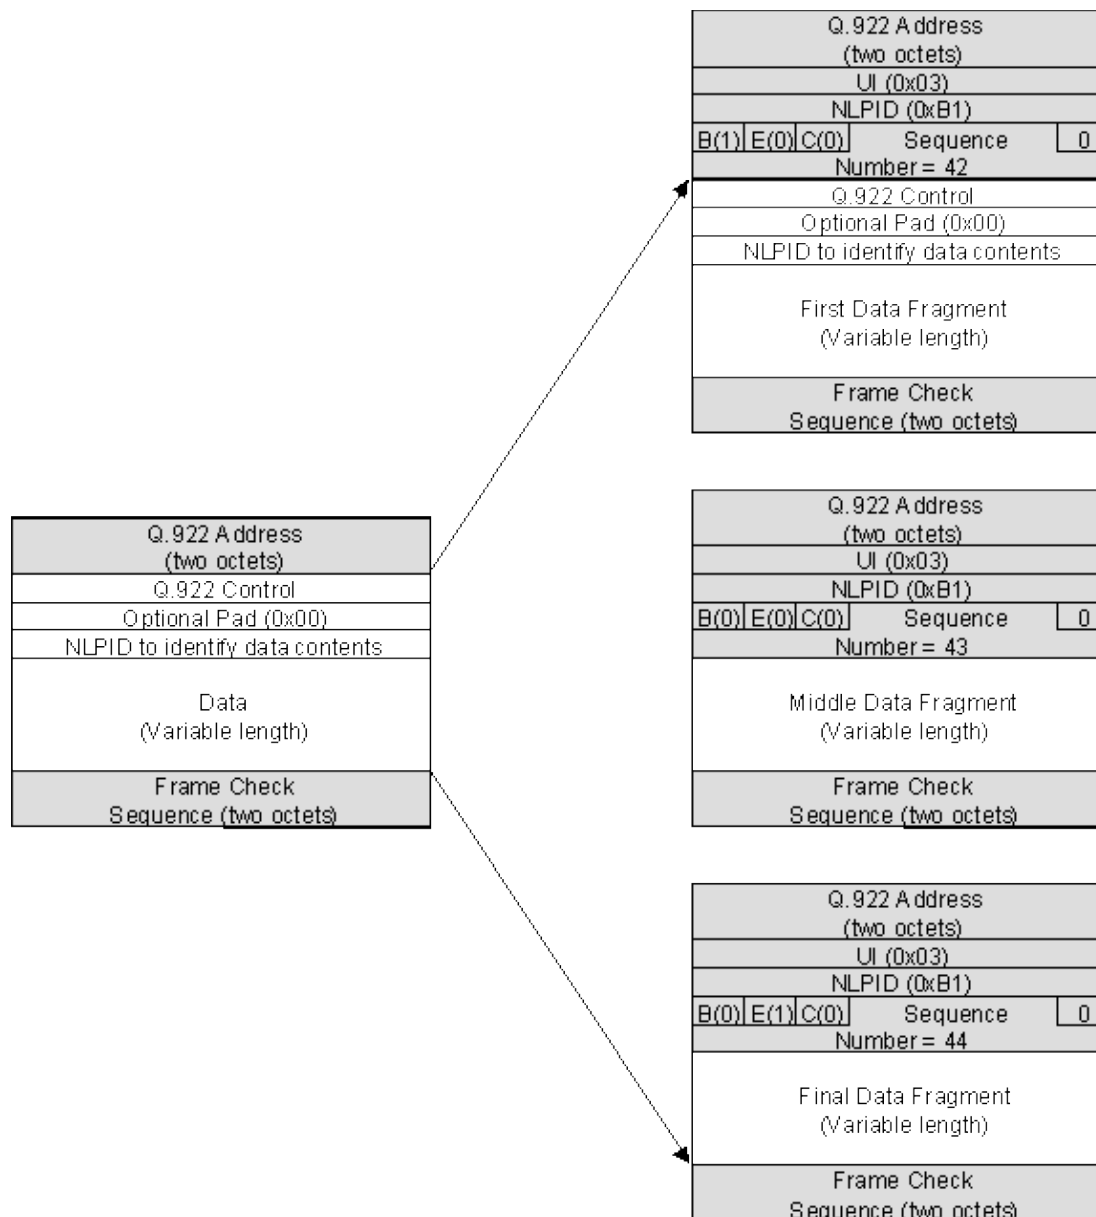 Q.922 Address
(two octets)
Q.922 Control
Optional Pad (0x00)
NLPID to identify data contents
Data
(Variable length)
Frame Check
Sequence (two octets)
Q.922 Address
(two octets)
UI (0x03)
NLPID (0xB1)
B(1) E(0) C(0) Sequence 0
Number = 42
Q.922 Control
Optional Pad (0x00)
NLPID to identify data contents
First Data Fragment
(Variable length)
Frame Check
Sequence (two octets)
Q.922 Address
(two octets)
UI (0x03)
NLPID (0xB1)
B(0) E(0) C(0) Sequence 0
Number = 43
Middle Data Fragment
(Variable length)
Frame Check
Sequence (two octets)
Q.922 Address
(two octets)
UI (0x03)
NLPID (0xB1)
B(0) E(1) C(0) Sequence 0
Number = 44
Final Data Fragment
(Variable length)
Frame Check
Sequence (two octets)